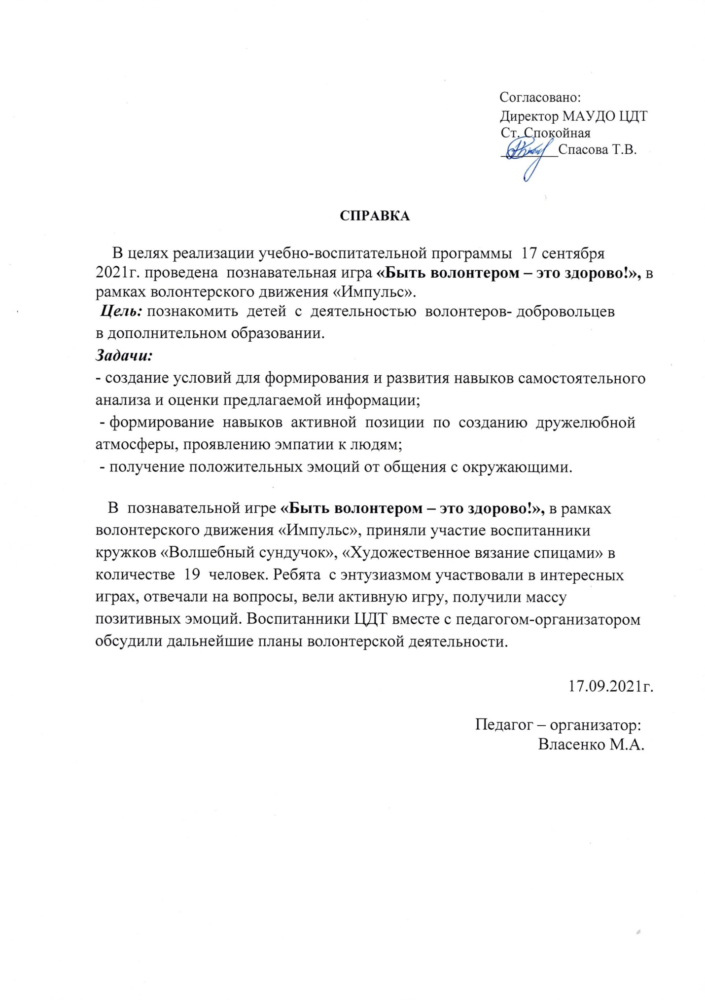 Согласовано:
Директор МАУДО ЦДТ
Ст. Спокойная
________Спасова Т.В.
СПРАВКА
В целях реализации учебно-воспитательной программы 17 сентября
2021г. проведена познавательная игра «Быть волонтером – это здорово!», в
рамках волонтерского движения «Импульс».
Цель: познакомить детей с деятельностью волонтеров- добровольцев
в дополнительном образовании.
Задачи:
- создание условий для формирования и развития навыков самостоятельного
анализа и оценки предлагаемой информации;
- формирование навыков активной позиции по созданию дружелюбной
атмосферы, проявлению эмпатии к людям;
- получение положительных эмоций от общения с окружающими.
В познавательной игре «Быть волонтером – это здорово!», в рамках
волонтерского движения «Импульс», приняли участие воспитанники
кружков «Волшебный сундучок», «Художественное вязание спицами» в
количестве 19 человек. Ребята с энтузиазмом участвовали в интересных
играх, отвечали на вопросы, вели активную игру, получили массу
позитивных эмоций. Воспитанники ЦДТ вместе с педагогом-организатором
обсудили дальнейшие планы волонтерской деятельности.
17.09.2021г.
Педагог – организатор:
Власенко М.А.